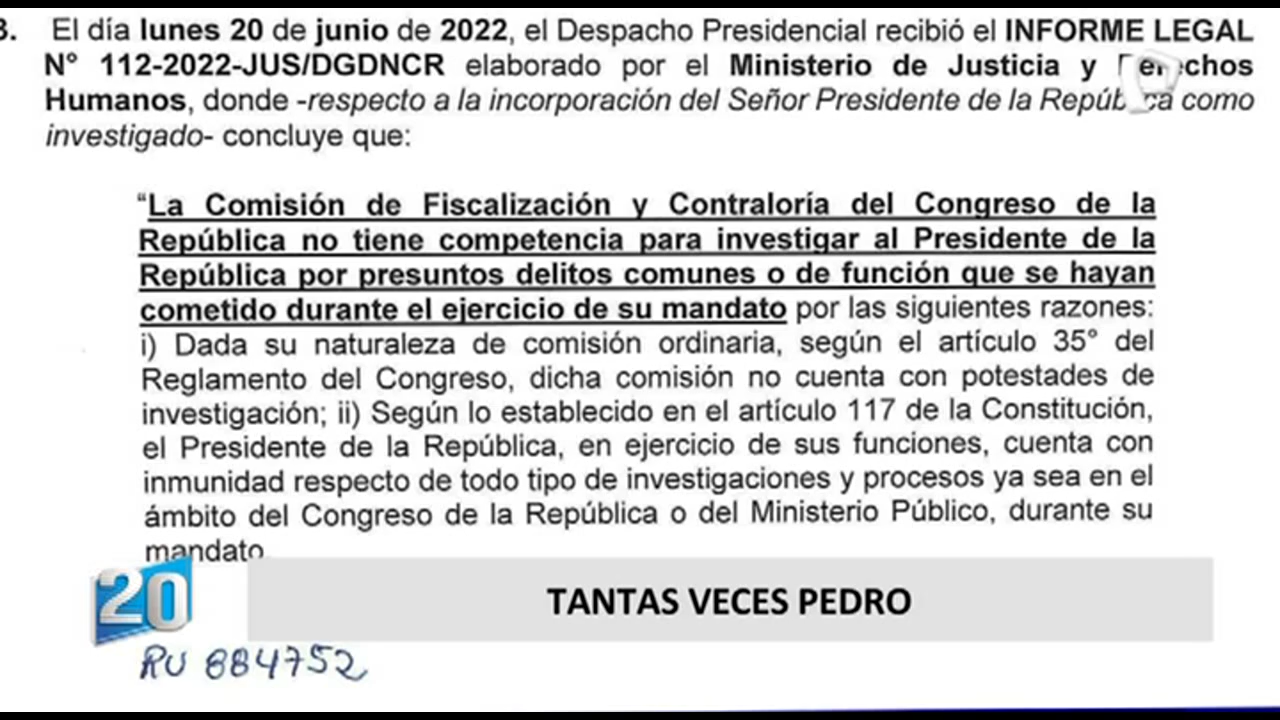 3. El día lunes 20 de junio de 2022, el Despacho Presidencial recibió el INFORME LEGAL
N° 112-2022-JUS/DGDNCR elaborado por el Ministerio de Justicia y Derechos
Humanos, donde -respecto a la incorporación del Señor Presidente de la República como
investigado- concluye que:
“La Comisión de Fiscalización y Contraloría del Congreso de la
República no tiene competencia para investigar al Presidente de la
República por presuntos delitos comunes o de función que se hayan
cometido durante el ejercicio de su mandato por las siguientes razones:
i) Dada su naturaleza de comisión ordinaria, según el artículo 35° del
Reglamento del Congreso, dicha comisión no cuenta con potestades de
investigación; ii) Según lo establecido en el artículo 117 de la Constitución,
el Presidente de la República, en ejercicio de sus funciones, cuenta con
inmunidad respecto de todo tipo de investigaciones y procesos ya sea en el
ámbito del Congreso de la República o del Ministerio Público, durante su
mandato.
20
TANTAS VECES PEDRO
RU 884752